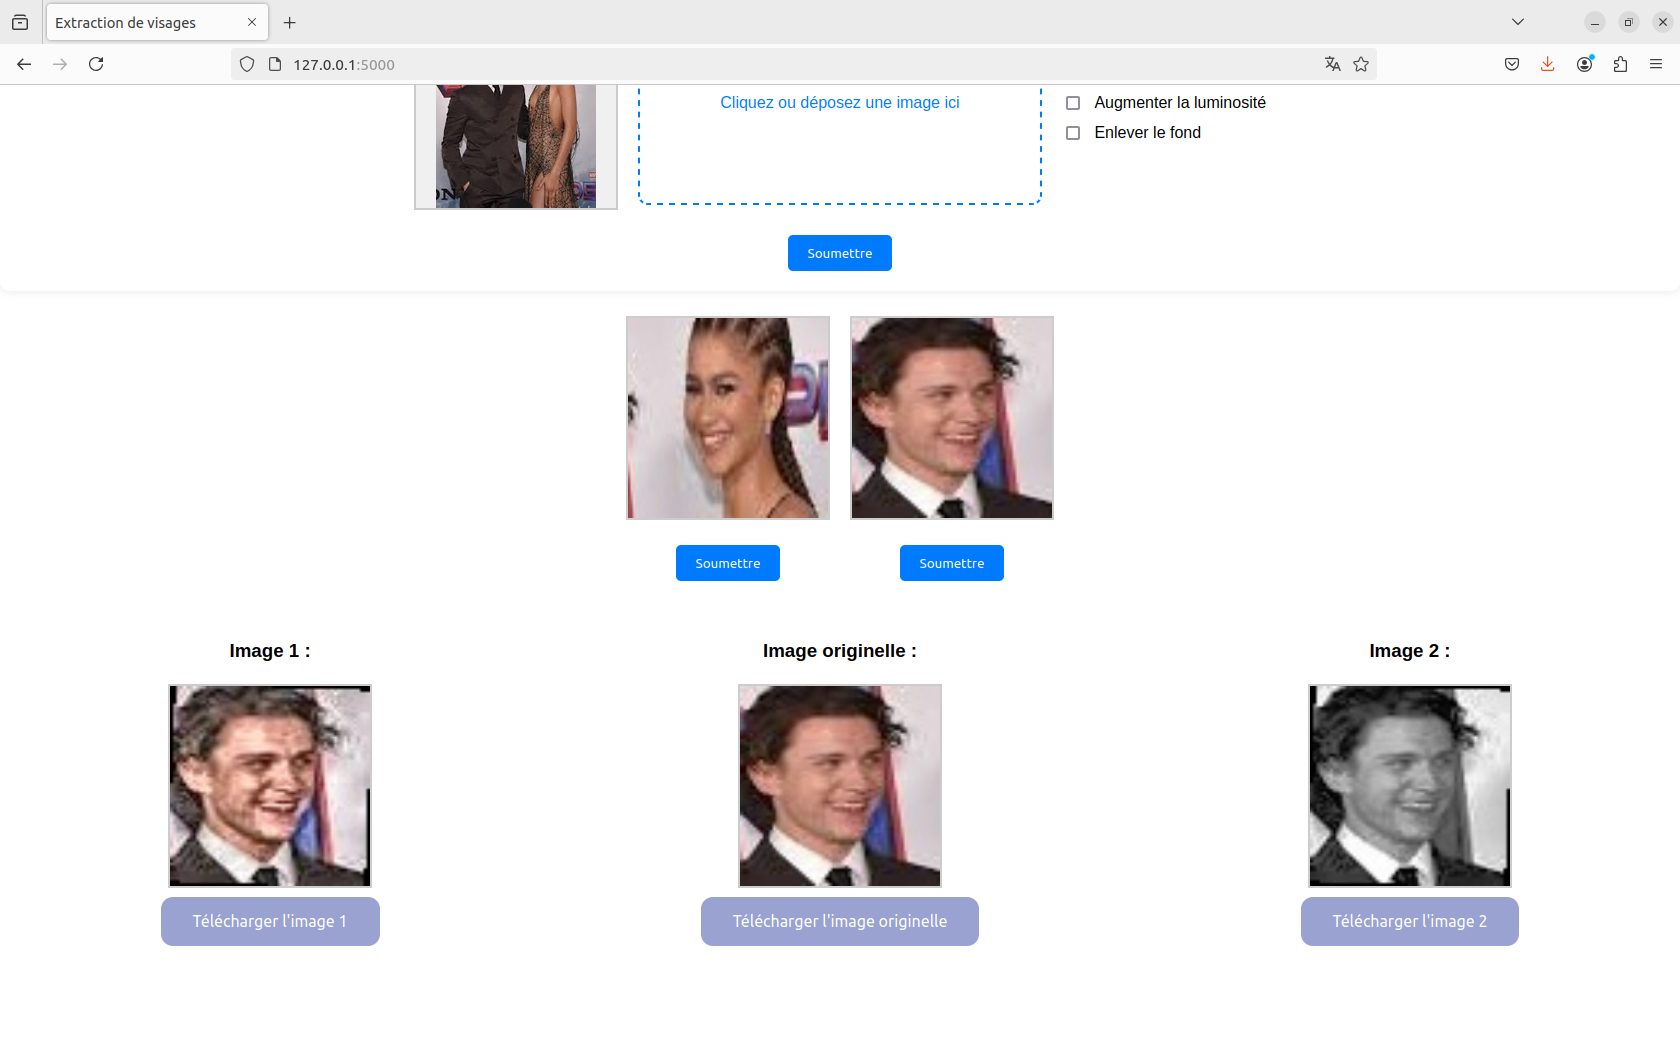 Extraction de visages
127.0.0.1:5000
Cliquez ou déposez une image ici
Augmenter la luminosité
Enlever le fond
ON
Soumettre
Soumettre
Soumettre
Image 1 :
Image originelle :
Image 2 :
Télécharger l'image 1
Télécharger l'image originelle
Télécharger l'image 2